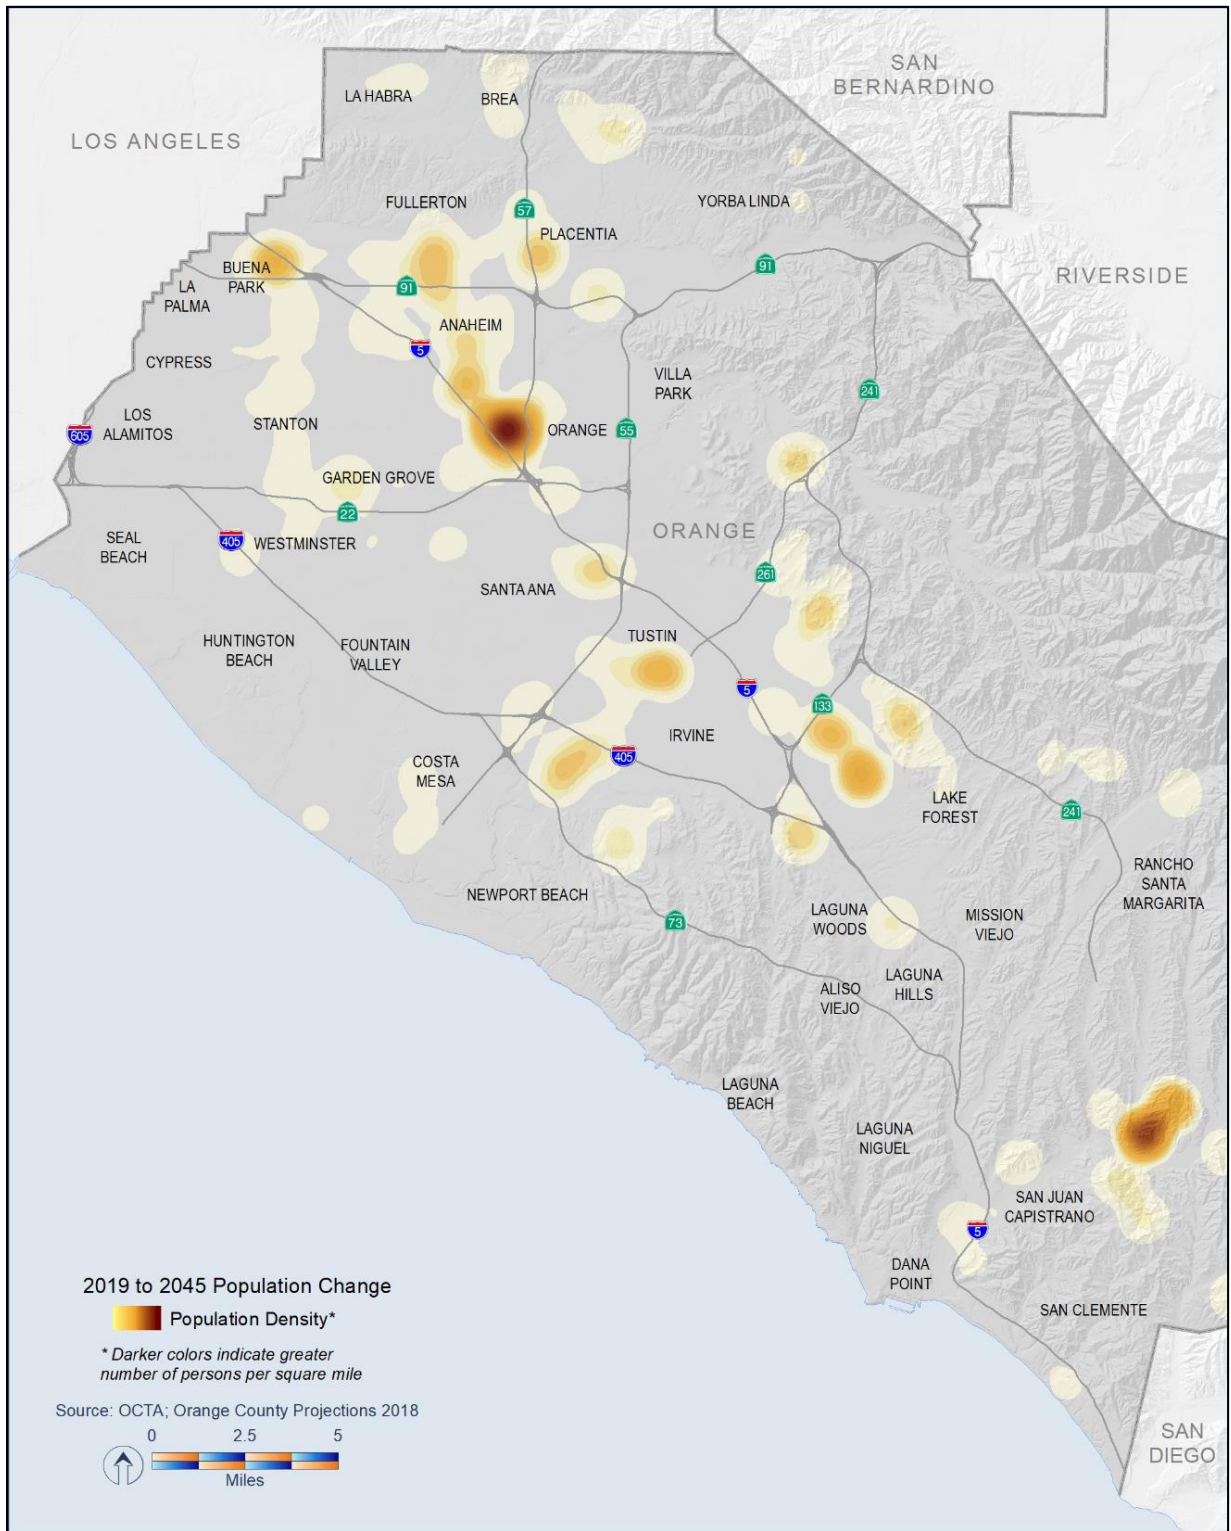 SAN
BERNARDINO
LA HABRA
BREA
LOS ANGELES
FULLERTON
57
YORBA LINDA
PLACENTIA
BUENA
PARK
91
91
RIVERSIDE
LA
PALMA
ANAHEIM
5
CYPRESS
VILLA
PARK
241
LOS
ALAMITOS
605
STANTON
ORANGE
55
GARDEN GROVE
22
SEAL
BEACH
405
WESTMINSTER
ORANGE
261
SANTA ANA
HUNTINGTON
BEACH
FOUNTAIN
VALLEY
TUSTIN
5
133
IRVINE
405
COSTA
MESA
LAKE
FOREST
241
RANCHO
SANTA
MARGARITA
NEWPORT BEACH
73
LAGUNA
WOODS
MISSION
VIEJO
LAGUNA
HILLS
ALISO
VIEJO
LAGUNA
BEACH
LAGUNA
NIGUEL
SAN JUAN
CAPISTRANO
5
DANA
POINT
SAN CLEMENTE
SAN
DIEGO
2019 to 2045 Population Change
Population Density*
* Darker colors indicate greater
number of persons per square mile
Source: OCTA; Orange County Projections 2018
0 2.5 5
Miles